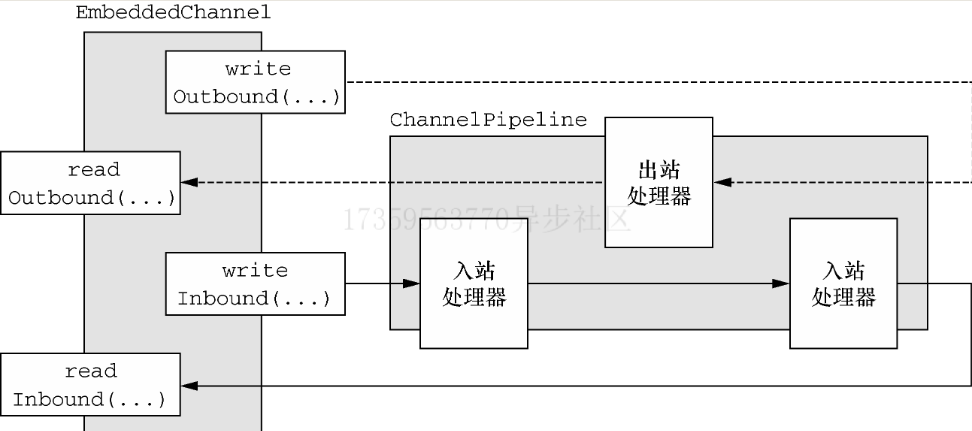 EmbeddedChannel
write
Outbound(...)
ChannelPipeline
read
Outbound(...)
出站
处理器
17359563770异步社区
write
Inbound(...)
入站
处理器
入站
处理器
read
Inbound(...)